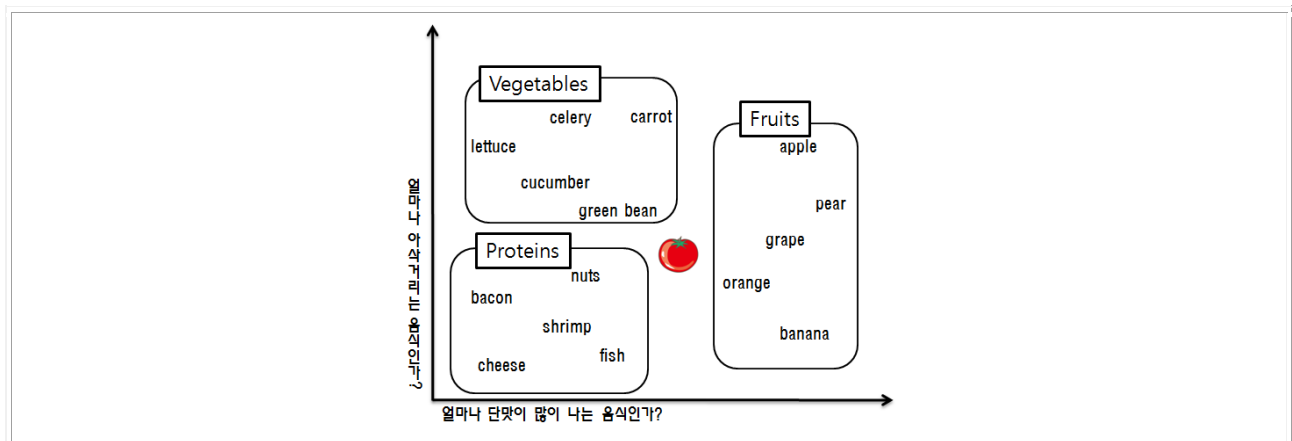 Vegetables
celery
carrot
lettuce
cucumber
green bean
Fruits
apple
pear
grape
orange
banana
Proteins
nuts
bacon
shrimp
fish
cheese
얼마나 아삭거리는 음식인가?
얼마나 단맛이 많이 나는 음식인가?